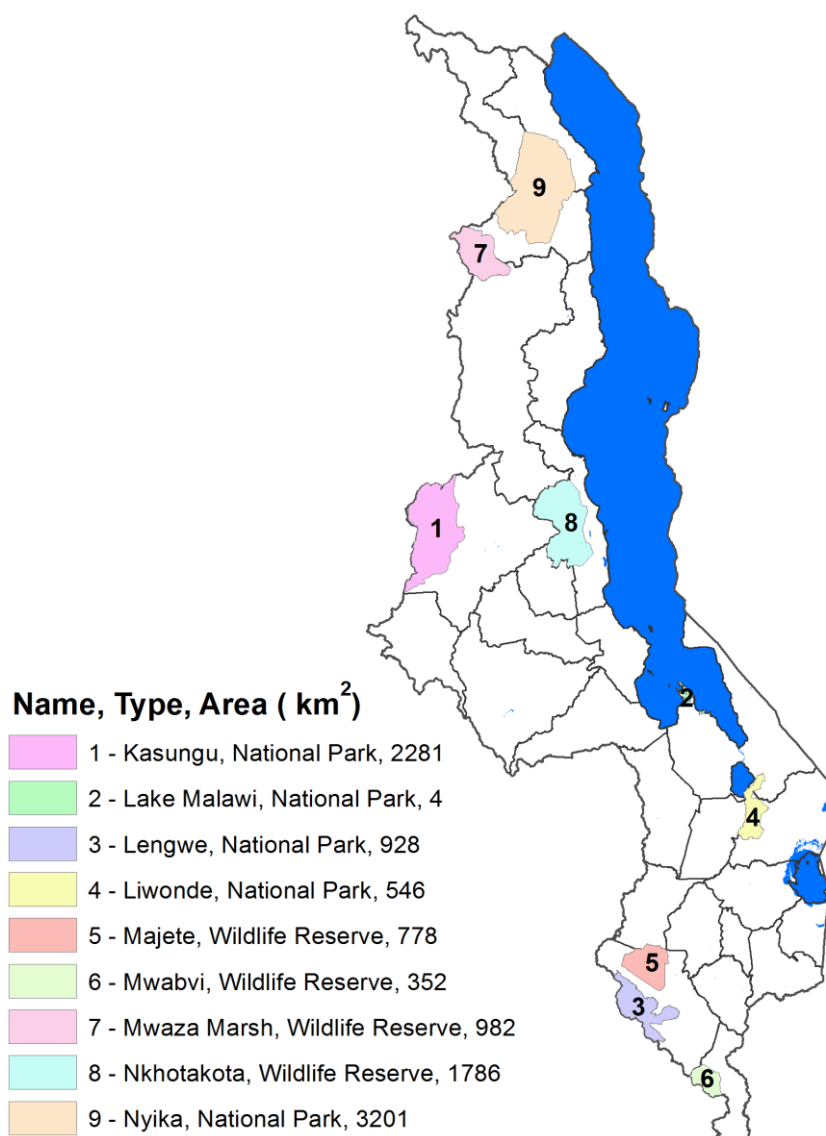 9
7
1
8
2
4
5
3
6
Name, Type, Area ( km²)
1 - Kasungu, National Park, 2281
2 - Lake Malawi, National Park, 4
3 - Lengwe, National Park, 928
4 - Liwonde, National Park, 546
5 - Majete, Wildlife Reserve, 778
6 - Mwabvi, Wildlife Reserve, 352
7 - Mwaza Marsh, Wildlife Reserve, 982
8 - Nkhotakota, Wildlife Reserve, 1786
9 - Nyika, National Park, 3201